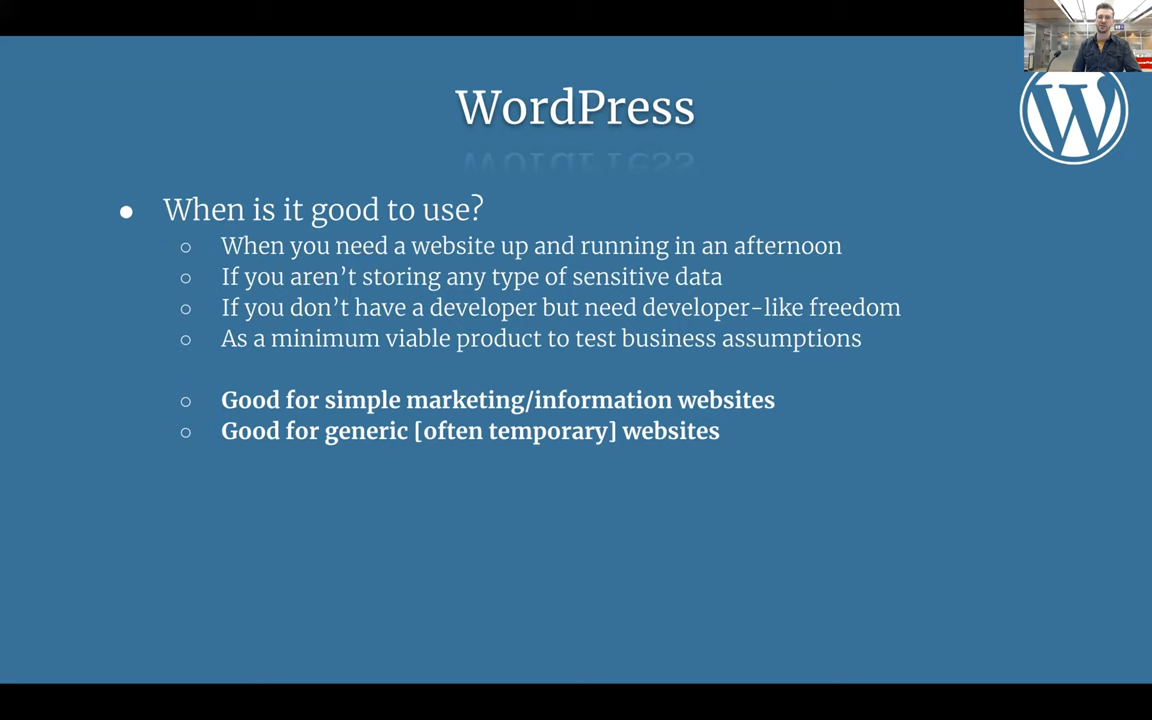 WordPress
When is it good to use?
When you need a website up and running in an afternoon
If you aren’t storing any type of sensitive data
If you don’t have a developer but need developer-like freedom
As a minimum viable product to test business assumptions
Good for simple marketing/information websites
Good for generic [often temporary] websites